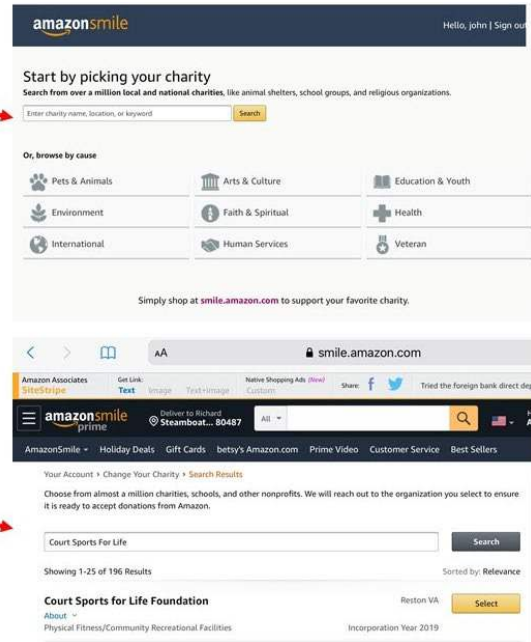 amazonsmile
Hello, john | Sign out
Start by picking your charity
Search from over a million local and national charities, like animal shelters, school groups, and religious organizations.
Enter charity name, location, or keyword
Search
Or, browse by cause
Pets & Animals
Arts & Culture
Education & Youth
Environment
Faith & Spiritual
Health
International
Human Services
Veteran
Simply shop at smile.amazon.com to support your favorite charity.
AA
smile.amazon.com
Amazon Associates
SiteStripe
Get Link:
Text Image Text+Image
Native Shopping Ads (New)
Custom
Share:
Tried the foreign bank direct dep
amazonsmile
prime
Deliver to Richard
Steamboat... 80487
All
AmazonSmile Holiday Deals Gift Cards betsy's Amazon.com Prime Video Customer Service Best Sellers
Your Account › Change Your Charity › Search Results
Choose from almost a million charities, schools, and other nonprofits. We will reach out to the organization you select to ensure
it is ready to accept donations from Amazon.
Court Sports For Life
Search
Showing 1-25 of 196 Results
Sorted by: Relevance
Court Sports for Life Foundation
Reston VA
Select
About
Physical Fitness/Community Recreational Facilities
Incorporation Year 2019